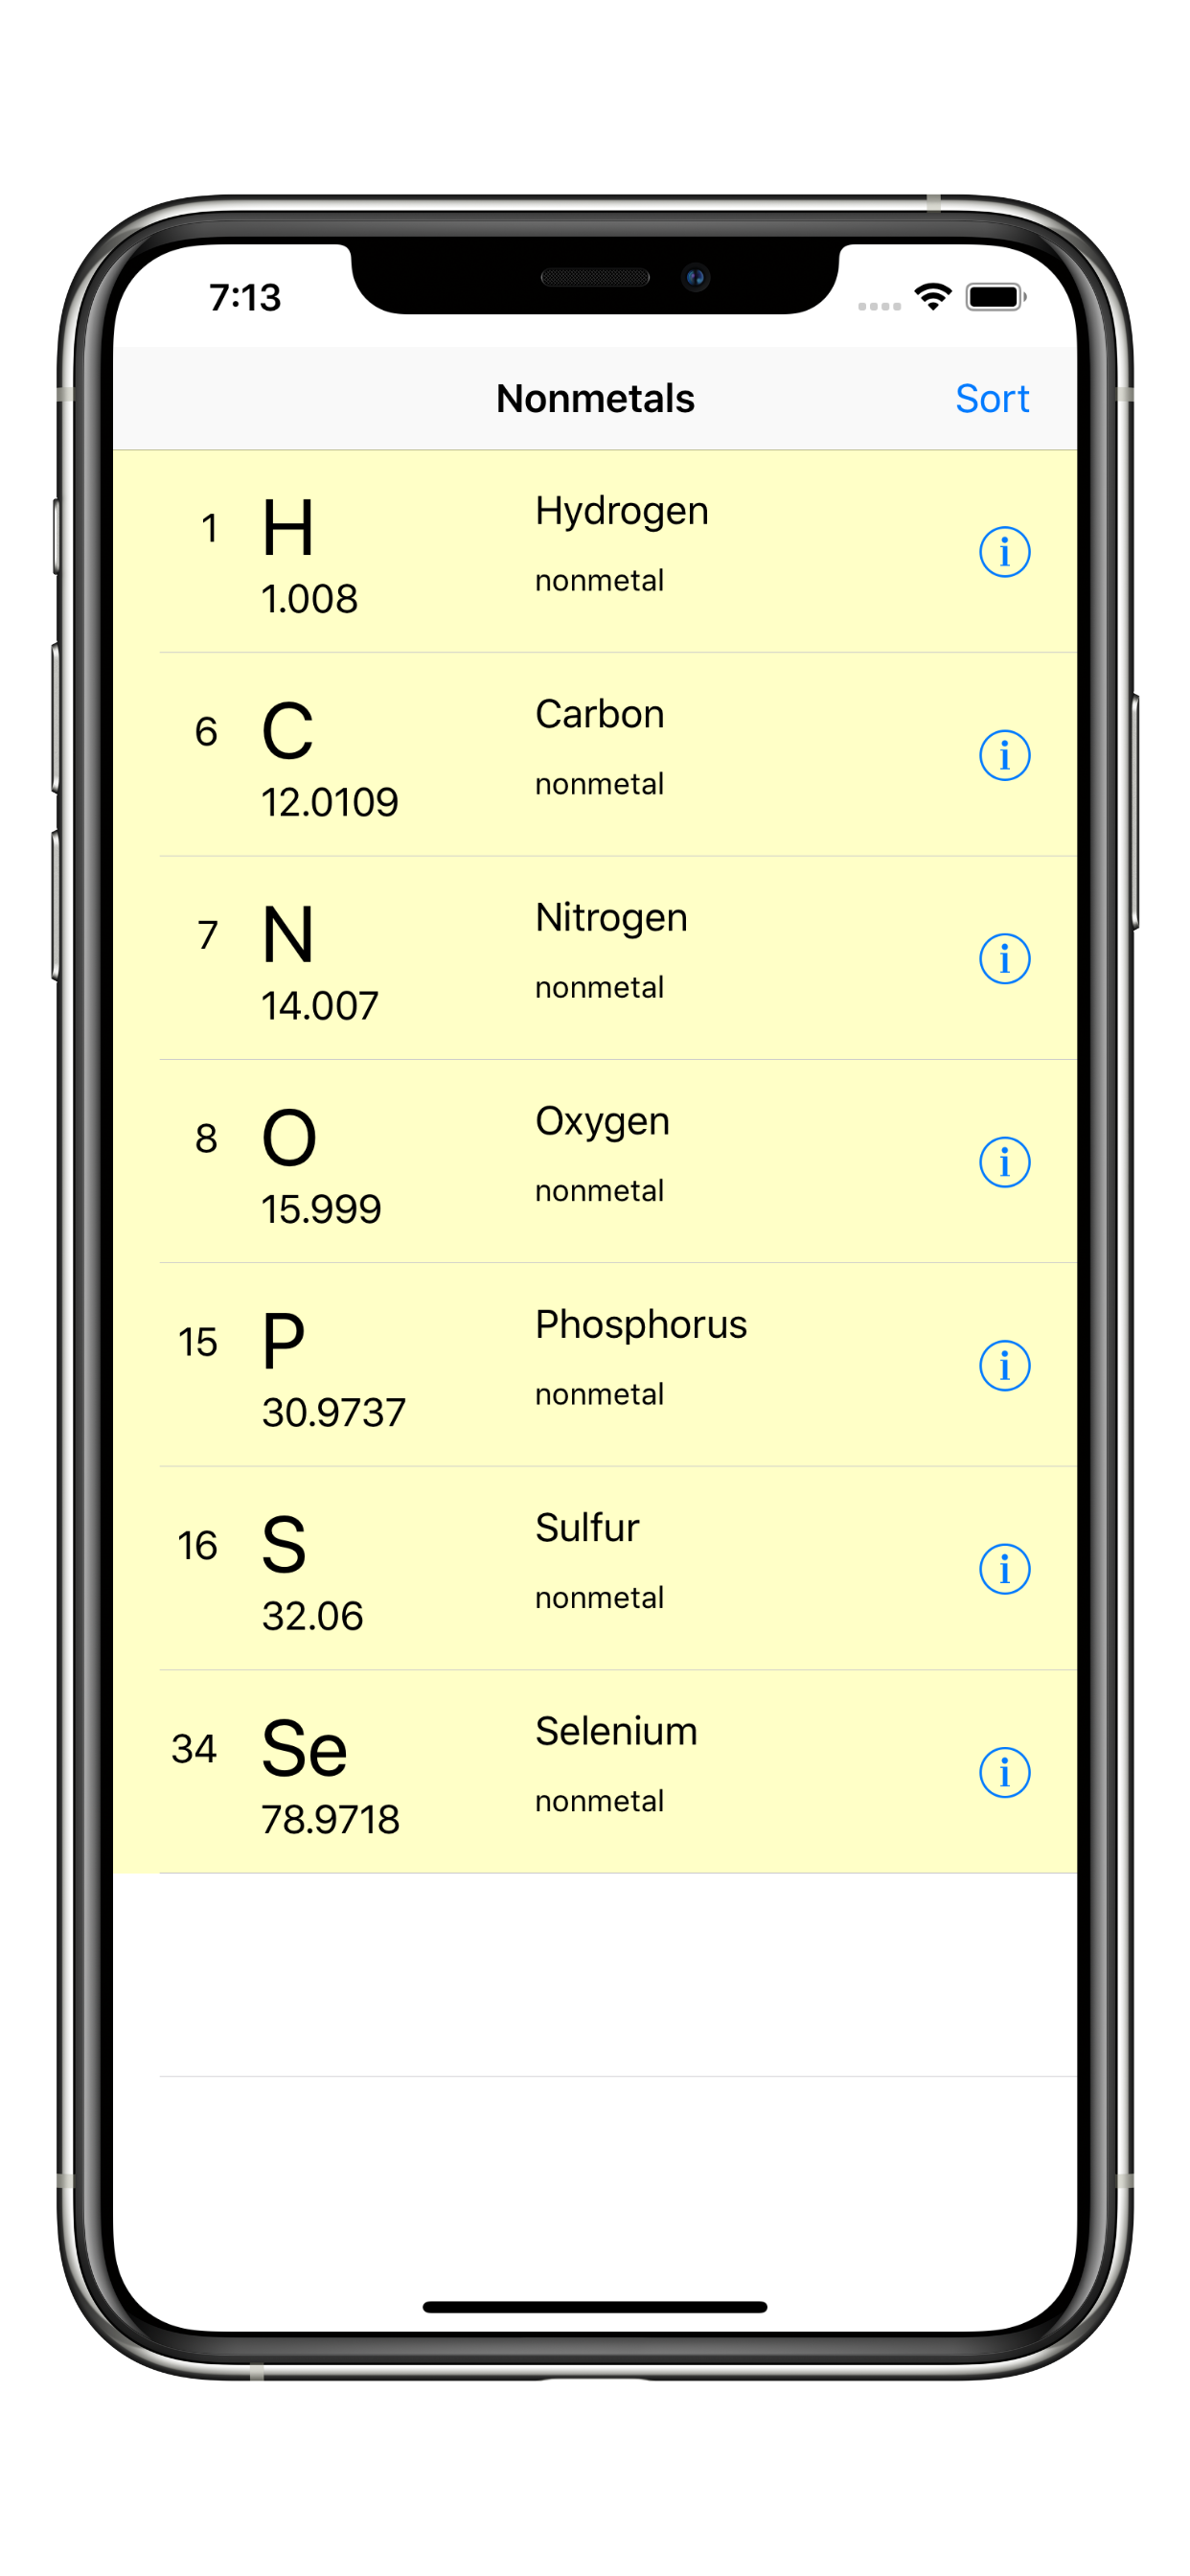 7:13
Nonmetals
Sort
1
H
Hydrogen
1.008
nonmetal
6
C
Carbon
12.0109
nonmetal
7
N
Nitrogen
14.007
nonmetal
8
O
Oxygen
15.999
nonmetal
15
P
Phosphorus
30.9737
nonmetal
16
S
Sulfur
32.06
nonmetal
34
Se
Selenium
78.9718
nonmetal